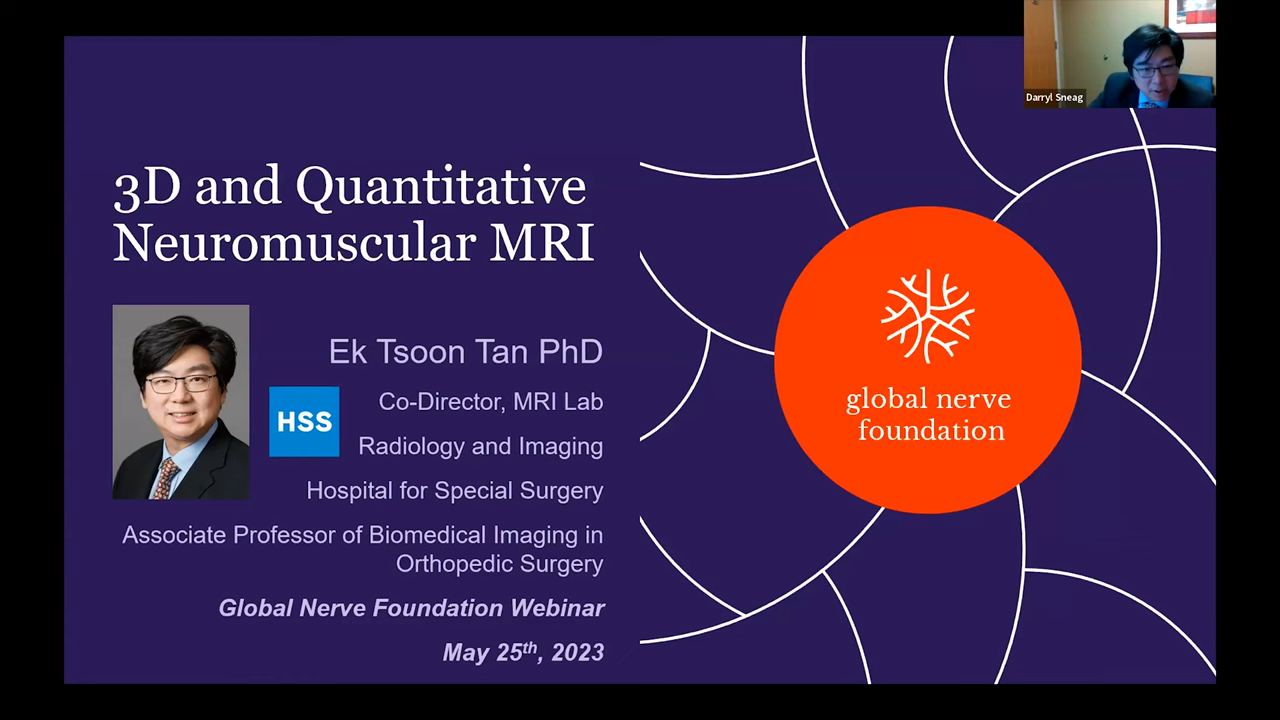 Darryl Sneag
3D and Quantitative
Neuromuscular MRI
Ek Tsoon Tan PhD
HSS
Co-Director, MRI Lab
Radiology and Imaging
Hospital for Special Surgery
Associate Professor of Biomedical Imaging in
Orthopedic Surgery
Global Nerve Foundation Webinar
May 25th, 2023
global nerve
foundation